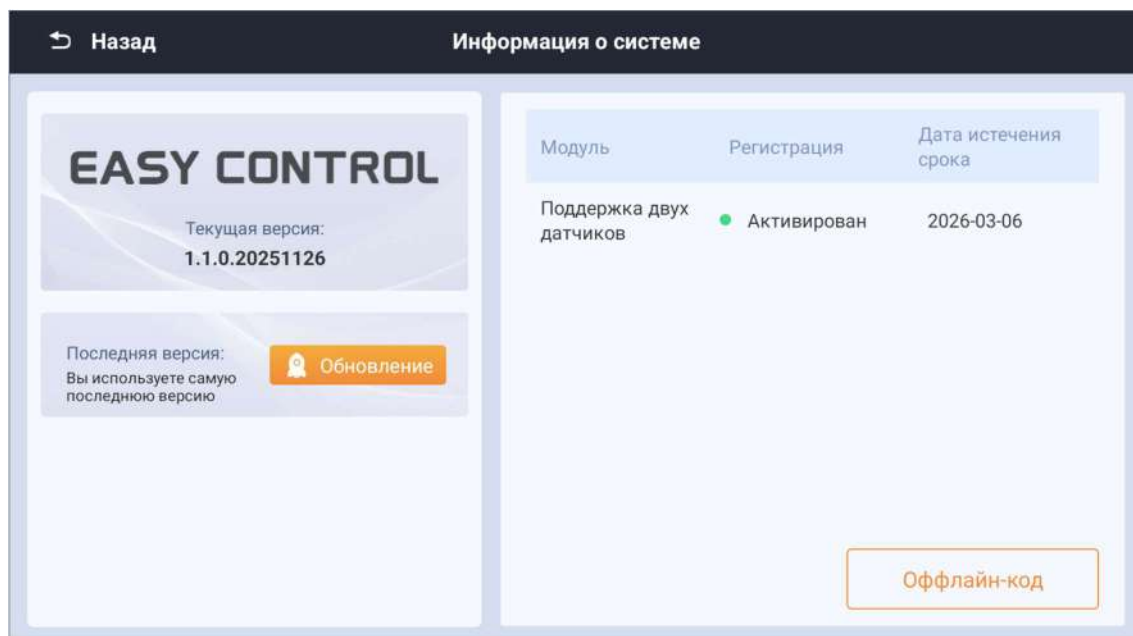 Назад
Информация о системе
EASY CONTROL
Текущая версия:
1.1.0.20251126
Последняя версия:
Вы используете самую
последнюю версию
Обновление
Модуль
Регистрация
Дата истечения
срока
Поддержка двух
датчиков
Активирован
2026-03-06
Оффлайн-код